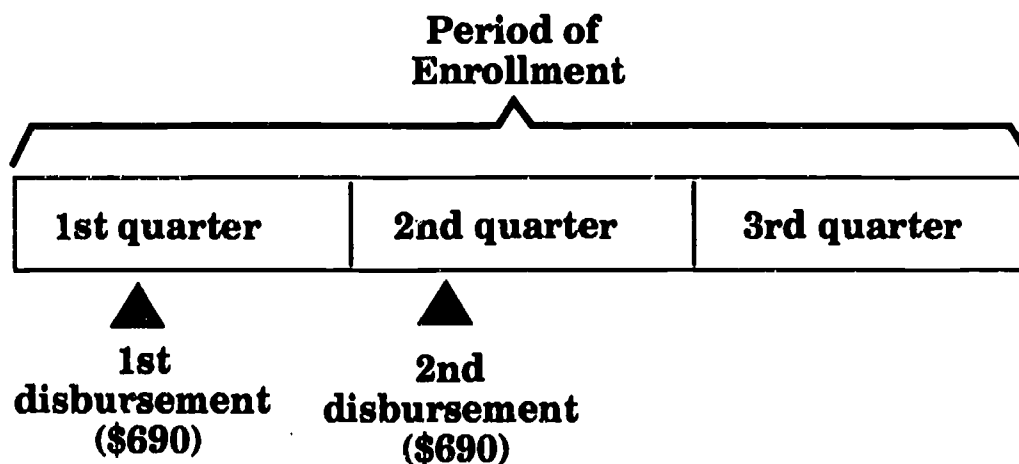 Period of
Enrollment
1st quarter
2nd quarter
3rd quarter
1st
disbursement
($690)
2nd
disbursement
($690)